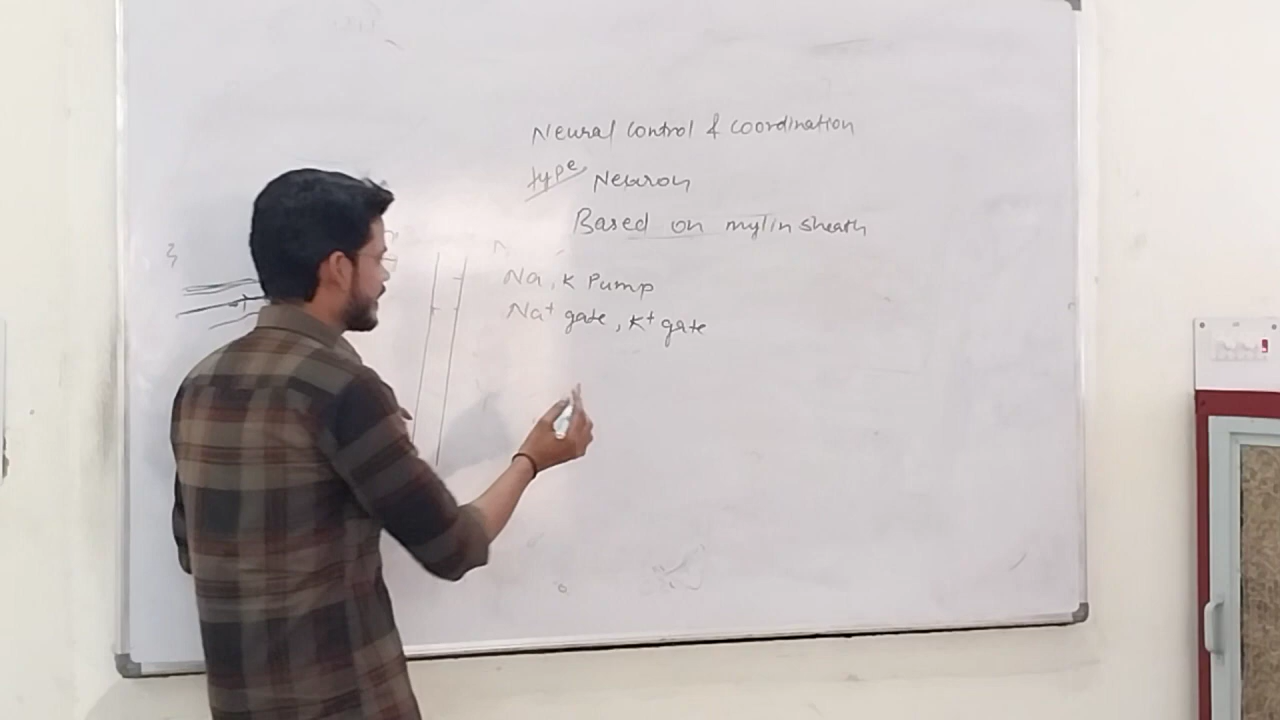 Neural control & coordination
type Neuron
Based on mylin sheath
Na, K Pump
Na+ gate, K+ gate